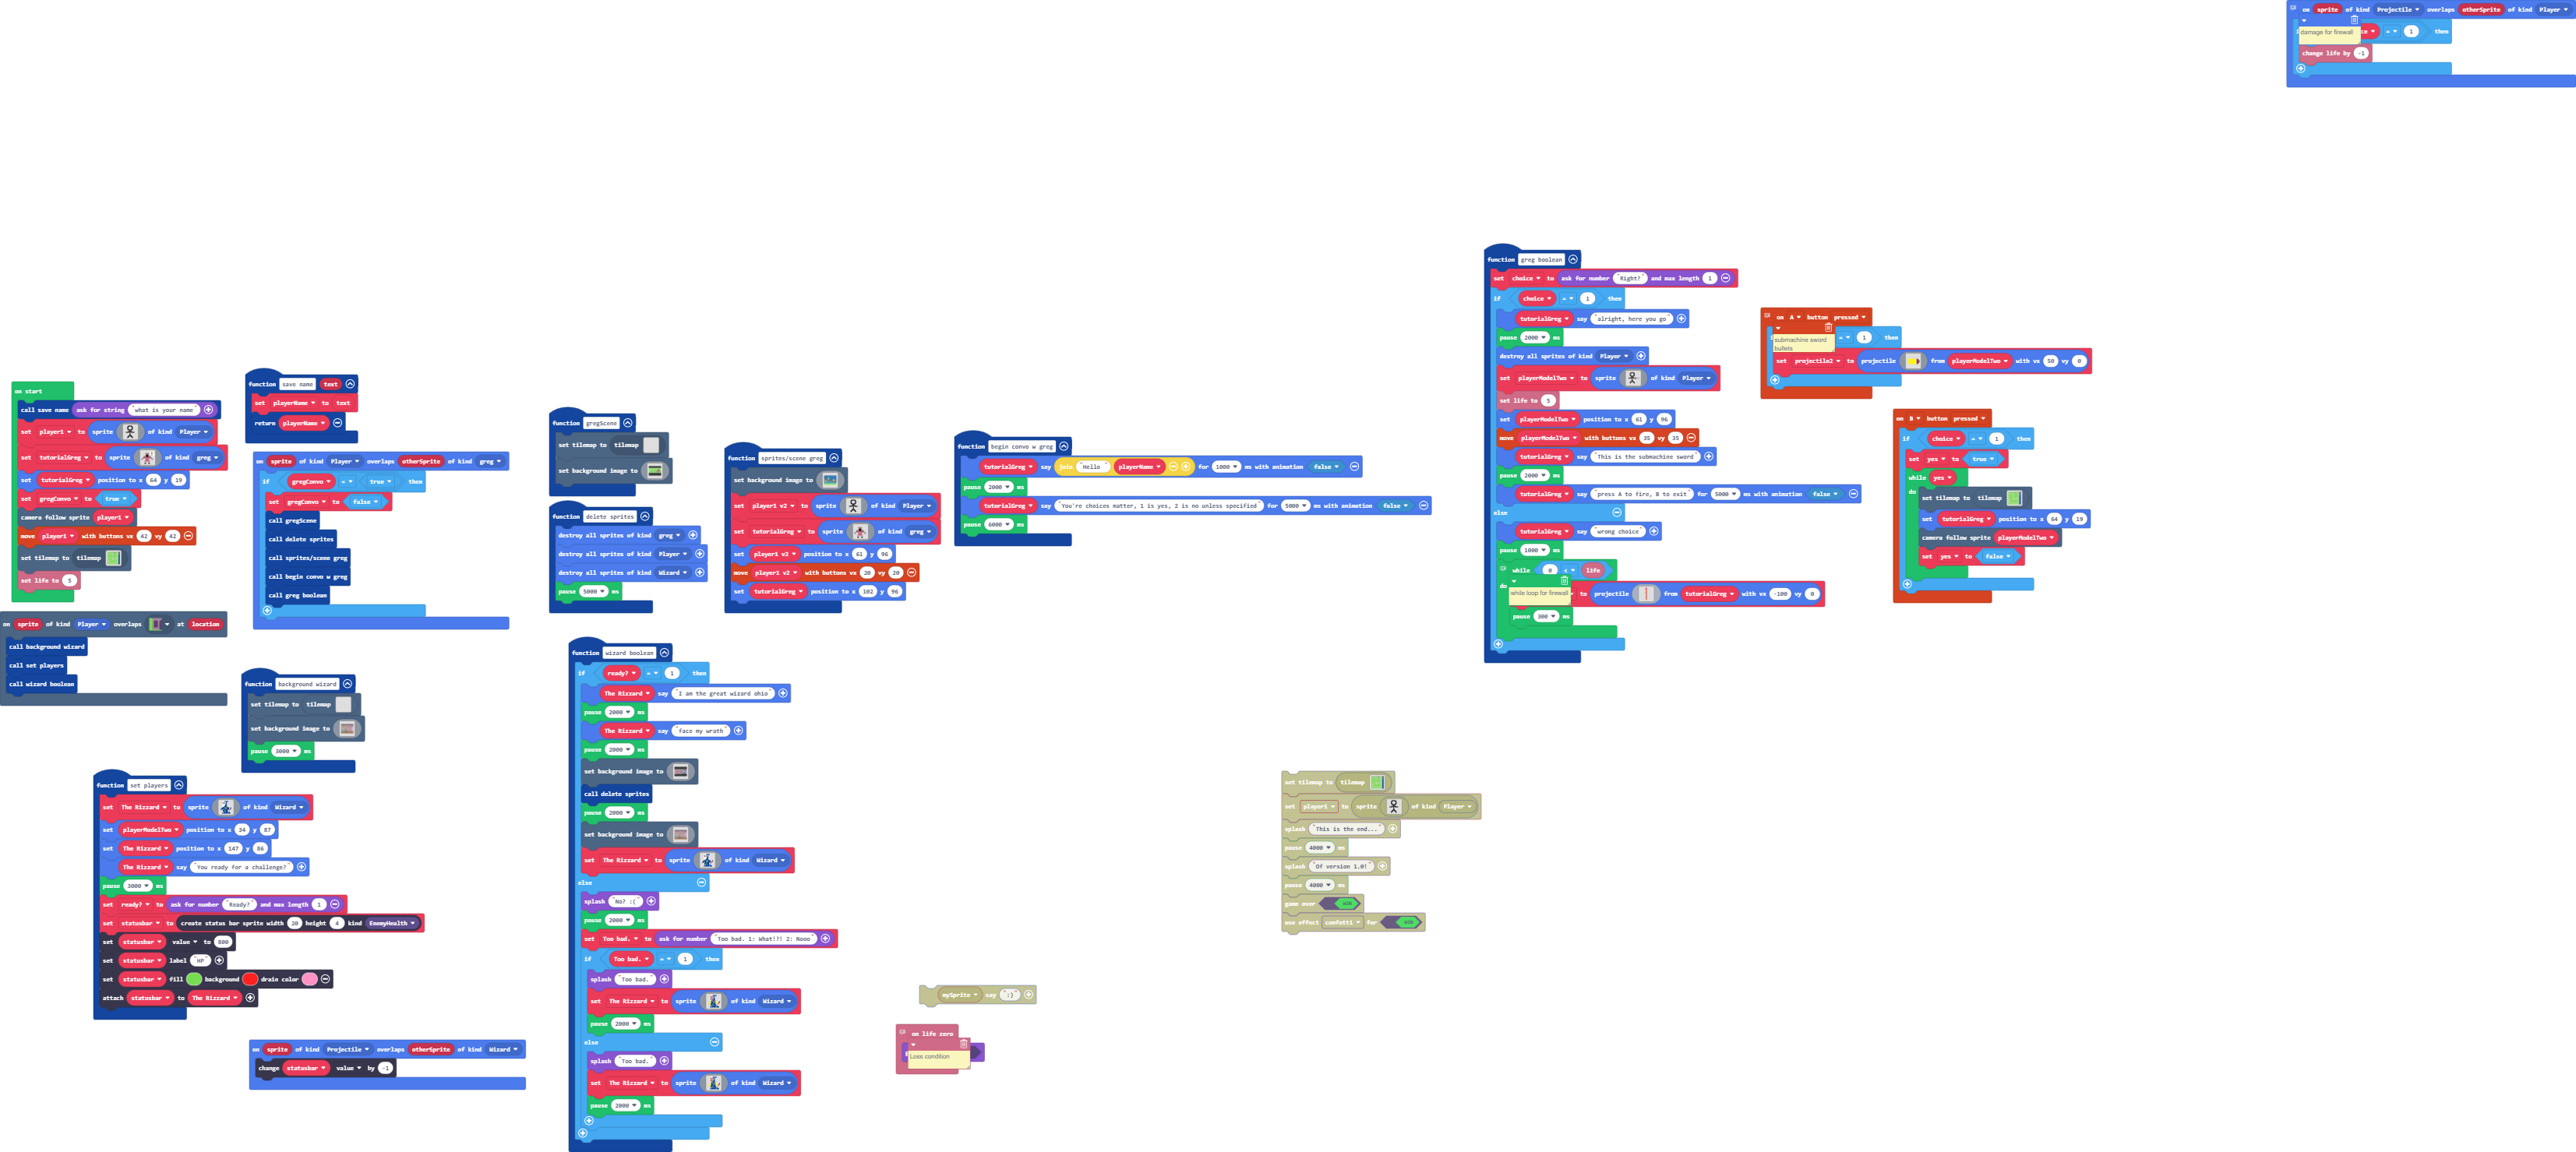 on sprite of kind Projectile overlaps otherSprite of kind Player
damage for firewall = 1 then
change life by -1
function greg boolean
set choice to ask for number "Right?" and max length 1
if choice = 1 then
tutorialGreg say "alright, here you go"
pause 2000 ms
destroy all sprites of kind Player
set playerModelTwo to sprite of kind Player
set life to 5
set playerModelTwo position to x 61 y 96
move playerModelTwo with buttons vx 35 vy 35
tutorialGreg say "This is the submachine sword"
pause 2000 ms
tutorialGreg say "press A to fire, B to exit" for 5000 ms with animation false
else
tutorialGreg say "wrong choice"
pause 1000 ms
while 0 < life
do
while loop for firewall
to projectile from tutorialGreg with vx -100 vy 0
pause 300 ms
on A button pressed
submachine sword bullets
= 1 then
set projectile2 to projectile from playerModelTwo with vx 50 vy 0
on B button pressed
if choice = 1 then
set yes to true
while yes
do set tilemap to tilemap
set tutorialGreg position to x 64 y 19
camera follow sprite playerModelTwo
set yes to false
on start
call save name ask for string "what is your name"
set player1 to sprite of kind Player
set tutorialGreg to sprite of kind greg
set tutorialGreg position to x 64 y 19
set gregConvo to true
camera follow sprite player1
move player1 with buttons vx 42 vy 42
set tilemap to tilemap
set life to 5
function save name text
set playerName to text
return playerName
on sprite of kind Player overlaps otherSprite of kind greg
if gregConvo = true then
set gregConvo to false
call gregScene
call delete sprites
call sprites/scene greg
call begin convo w greg
call greg boolean
function gregScene
set tilemap to tilemap
set background image to
function delete sprites
destroy all sprites of kind greg
destroy all sprites of kind Player
destroy all sprites of kind Wizard
pause 5000 ms
function sprites/scene greg
set background image to
set player1 v2 to sprite of kind Player
set tutorialGreg to sprite of kind greg
set player1 v2 position to x 61 y 96
move player1 v2 with buttons vx 20 vy 20
set tutorialGreg position to x 102 y 96
function begin convo w greg
tutorialGreg say join "Hello " playerName for 1000 ms with animation false
pause 2000 ms
tutorialGreg say "You're choices matter, 1 is yes, 2 is no unless specified" for 5000 ms with animation false
pause 6000 ms
on sprite of kind Player overlaps at location
call background wizard
call set players
call wizard boolean
function background wizard
set tilemap to tilemap
set background image to
pause 3000 ms
function set players
set The Rizzard to sprite of kind Wizard
set playerModelTwo position to x 34 y 87
set The Rizzard position to x 147 y 86
The Rizzard say "You ready for a challenge?"
pause 3000 ms
set ready? to ask for number "Ready?" and max length 1
set statusbar to create status bar sprite width 20 height 4 kind EnemyHealth
set statusbar value to 800
set statusbar label "HP"
set statusbar fill background drain color
attach statusbar to The Rizzard
on sprite of kind Projectile overlaps otherSprite of kind Wizard
change statusbar value by -1
function wizard boolean
if ready? = 1 then
The Rizzard say "I am the great wizard ohio"
pause 2000 ms
The Rizzard say "Face my wrath"
pause 2000 ms
set background image to
call delete sprites
pause 2000 ms
set background image to
set The Rizzard to sprite of kind Wizard
else
splash "No? :("
pause 2000 ms
set Too bad. to ask for number "Too bad. 1: What!?! 2: Nooo"
if Too bad. = 1 then
splash "Too bad."
set The Rizzard to sprite of kind Wizard
pause 2000 ms
else
splash "Too bad."
set The Rizzard to sprite of kind Wizard
pause 2000 ms
set tilemap to tilemap
set player1 to sprite of kind Player
splash "This is the end..."
pause 4000 ms
splash "Of version 1.0!"
pause 4000 ms
game over WIN
use effect confetti for WIN
mySprite say ":)"
on life zero
Loss condition